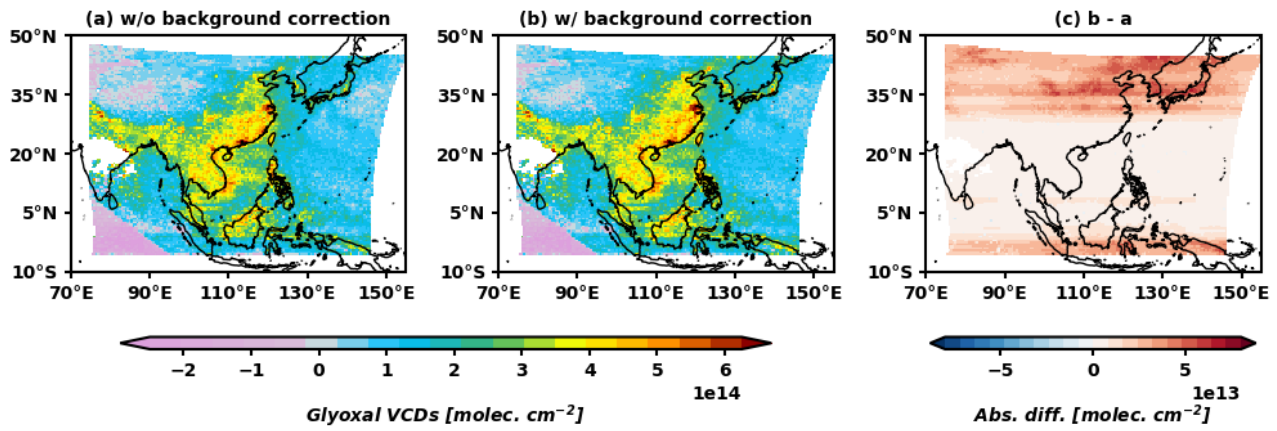 (a) w/o background correction
(b) w/ background correction
(c) b - a
50°N
35°N
20°N
5°N
10°S
70°E 90°E 110°E 130°E 150°E
50°N
35°N
20°N
5°N
10°S
70°E 90°E 110°E 130°E 150°E
50°N
35°N
20°N
5°N
10°S
70°E 90°E 110°E 130°E 150°E
−2 −1 0 1 2 3 4 5 6
1e14
Glyoxal VCDs [molec. cm⁻²]
−5 0 5
1e13
Abs. diff. [molec. cm⁻²]